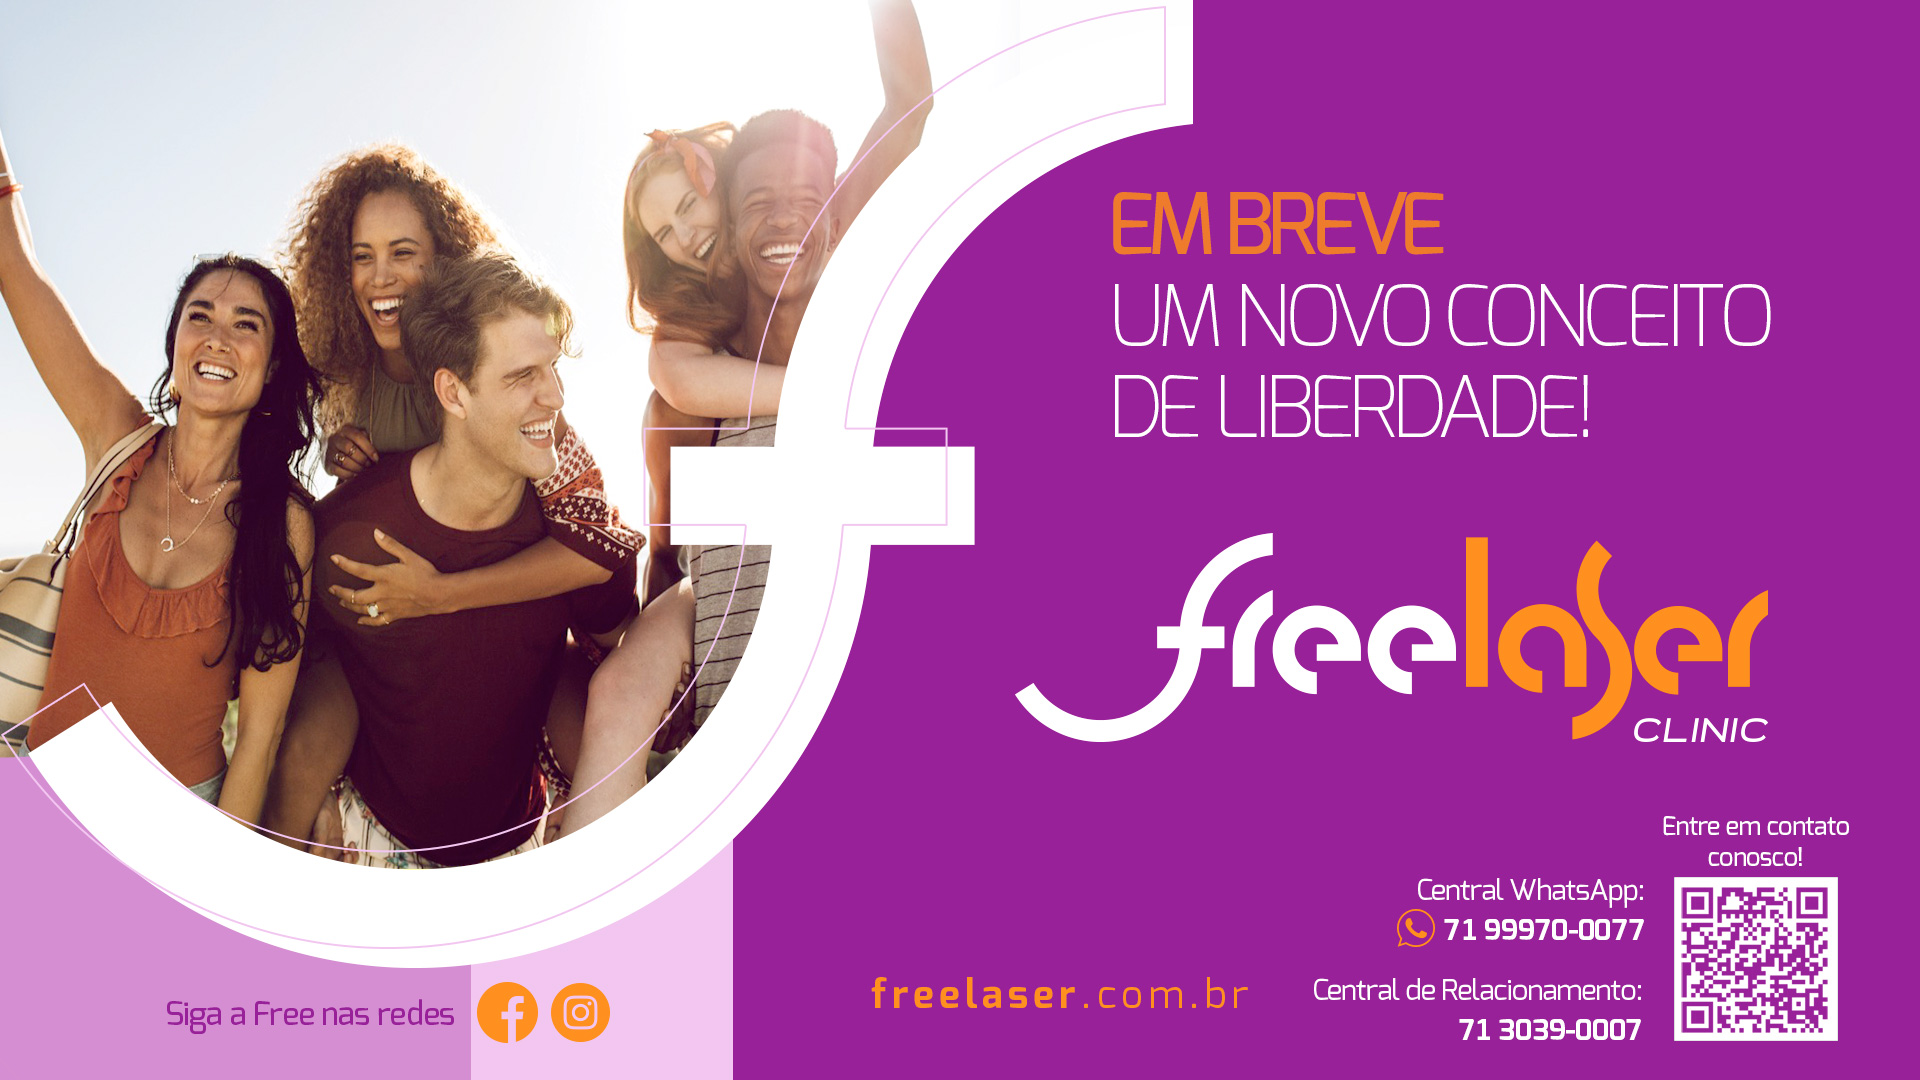 EM BREVE
UM NOVO CONCEITO
DE LIBERDADE!
freelaser
CLINIC
Entre em contato
conosco!
Central WhatsApp:
71 99970-0077
Central de Relacionamento:
71 3039-0007
freelaser.com.br
Siga a Free nas redes